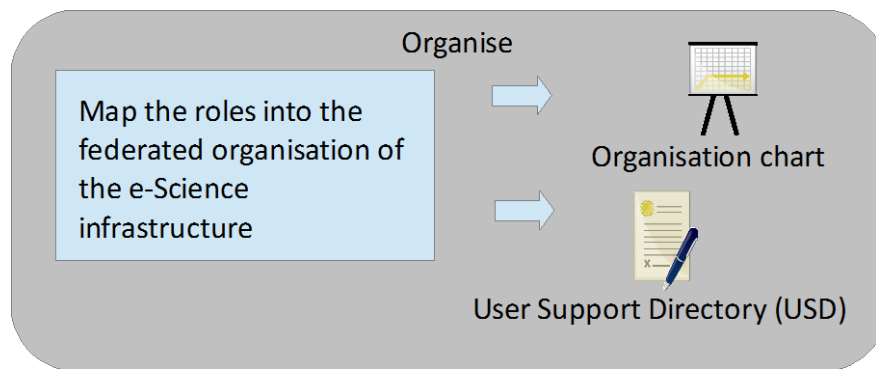 Organise
Map the roles into the
federated organisation of
the e-Science
infrastructure
Organisation chart
X
User Support Directory (USD)